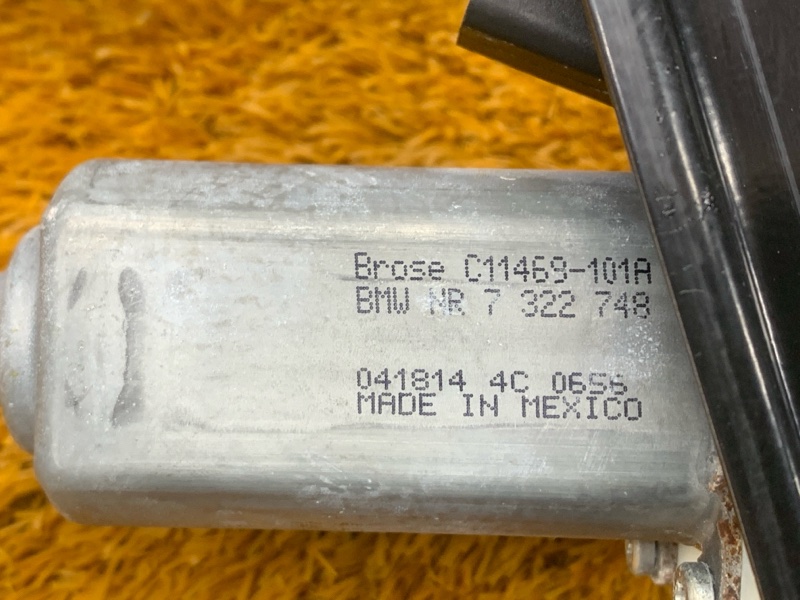 Brose C11469-101A
BMW NR 7 322 748
041814 4C 0656
MADE IN MEXICO